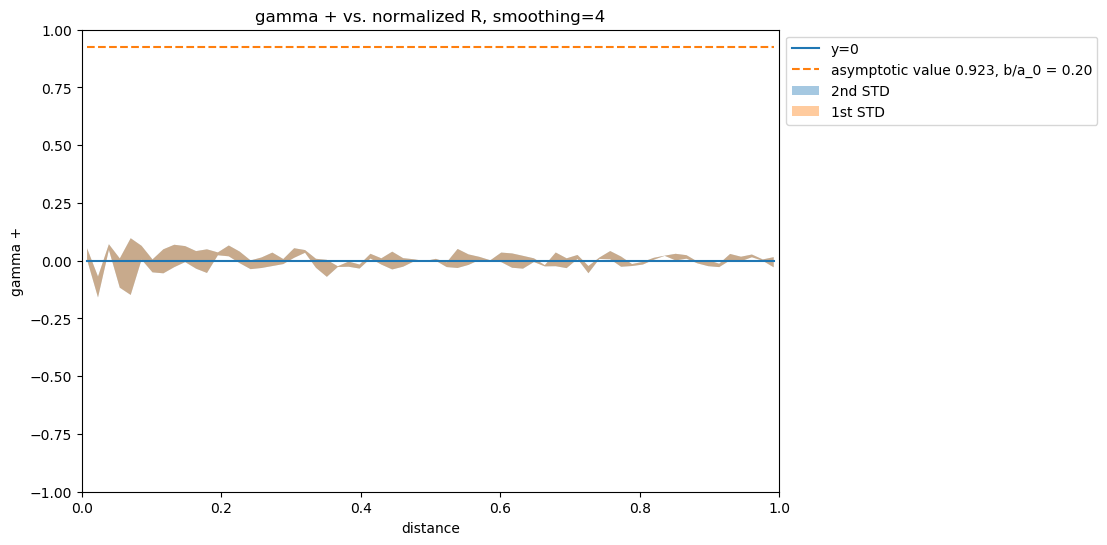 gamma + vs. normalized R, smoothing=4
y=0
asymptotic value 0.923, b/a_0 = 0.20
2nd STD
1st STD
gamma +
1.00
0.75
0.50
0.25
0.00
−0.25
−0.50
−0.75
−1.00
0.0
0.2
0.4
0.6
0.8
1.0
distance